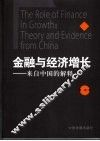 The Role of Finance
in Growth:
Theory and Evidence
from China
金融与经济增长
——来自中国的解释